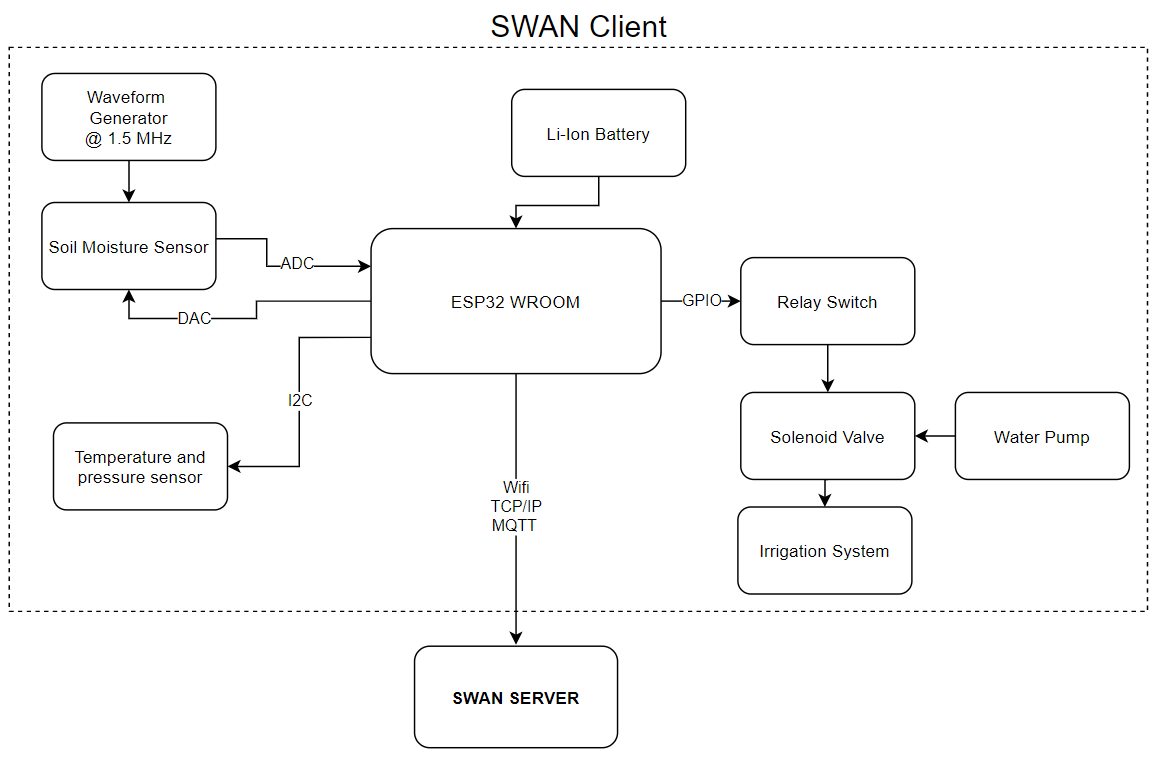 SWAN Client
Waveform
Generator
@ 1.5 MHz
Li-Ion Battery
Soil Moisture Sensor
ADC
DAC
ESP32 WROOM
GPIO
Relay Switch
I2C
Temperature and
pressure sensor
Solenoid Valve
Water Pump
Wifi
TCP/IP
MQTT
Irrigation System
SWAN SERVER